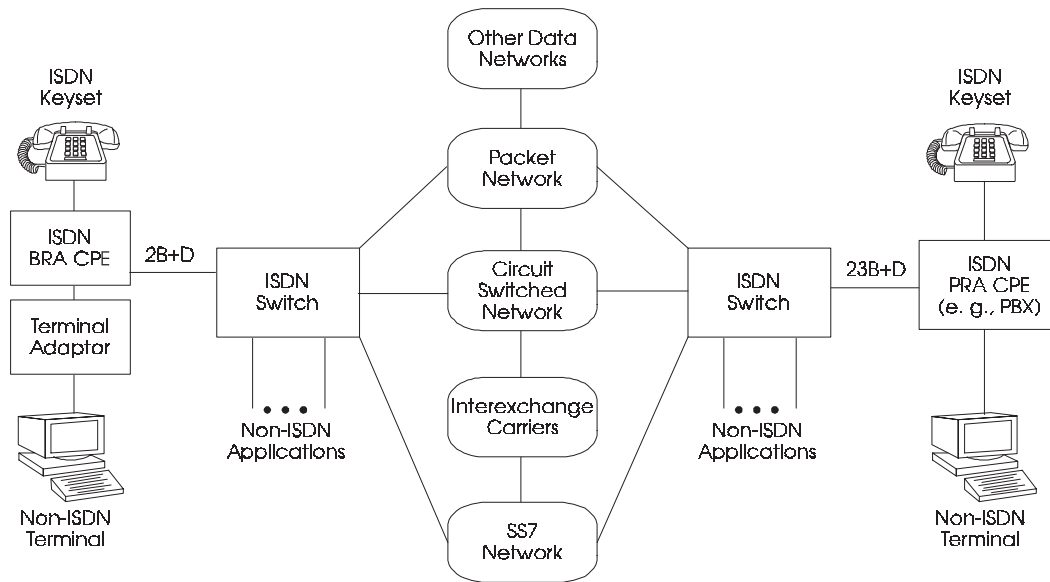 Other Data
Networks
ISDN
Keyset
ISDN
Keyset
Packet
Network
ISDN
BRA CPE
2B+D
ISDN
Switch
Circuit
Switched
Network
ISDN
Switch
23B+D
ISDN
PRA CPE
(e. g., PBX)
Terminal
Adaptor
Interexchange
Carriers
Non-ISDN
Applications
Non-ISDN
Applications
Non-ISDN
Terminal
SS7
Network
Non-ISDN
Terminal